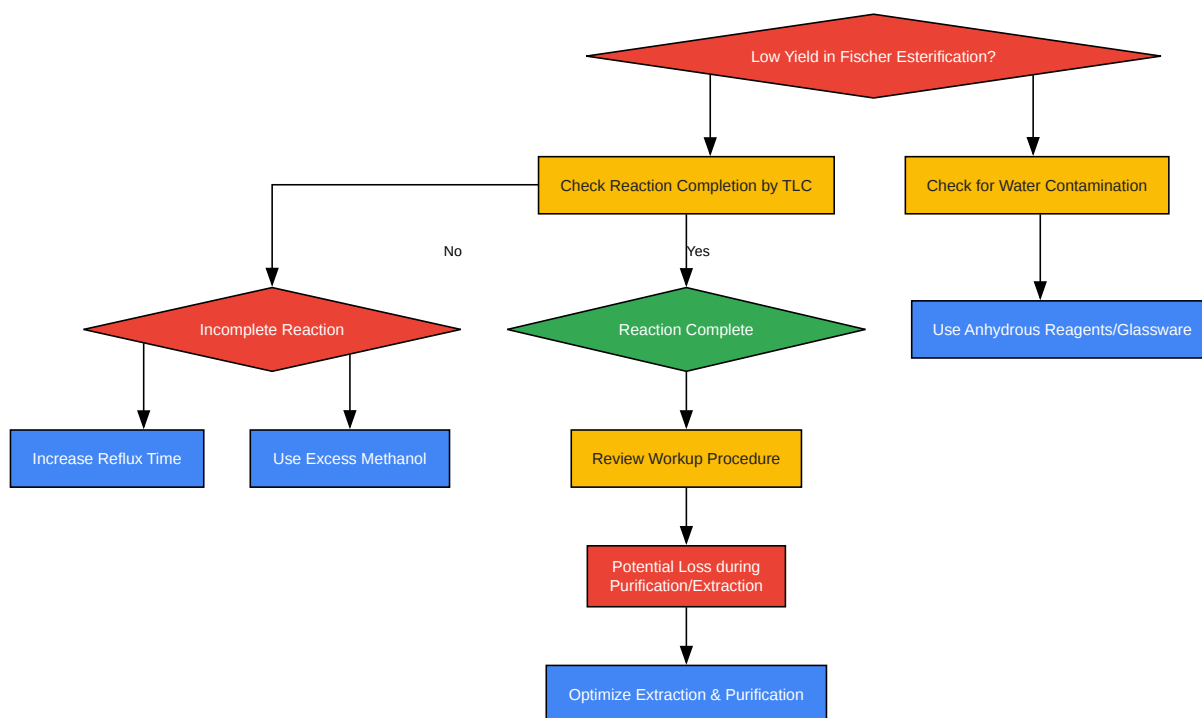 Low Yield in Fischer Esterification?
Check Reaction Completion by TLC
Check for Water Contamination
No
Yes
Incomplete Reaction
Reaction Complete
Use Anhydrous Reagents/Glassware
Increase Reflux Time
Use Excess Methanol
Review Workup Procedure
Potential Loss during
Purification/Extraction
Optimize Extraction & Purification